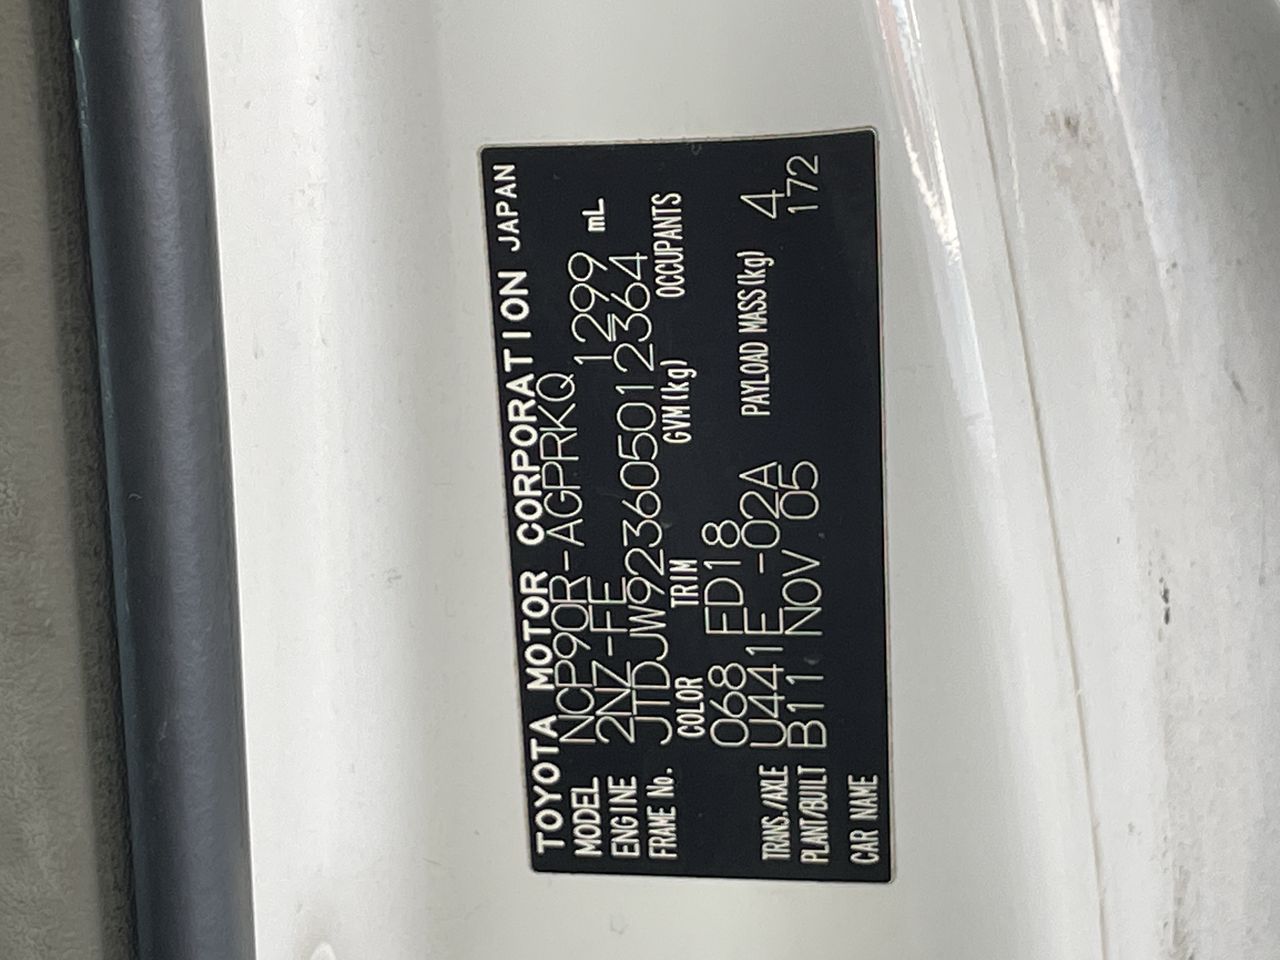 TOYOTA MOTOR CORPORATION JAPAN
MODEL NCP90R-AGPRKQ
ENGINE 2NZ-FE 1299 mL
FRAME No. JTDJW923605012364
COLOR TRIM GVM(kg) OCCUPANTS
068 FD18
TRANS./AXLE U441E -02A PAYLOAD MASS(kg) 4
PLANT/BUILT B11 NOV 05 172
CAR NAME